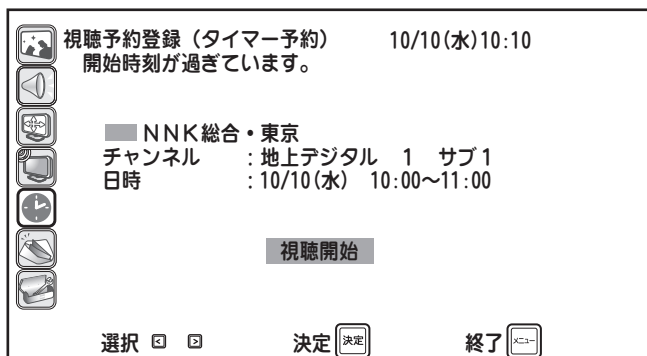 視聴予約登録（タイマー予約） 10/10(水)10:10
開始時刻が過ぎています。
NNK総合・東京
チャンネル ：地上デジタル 1 サブ1
日時 ：10/10(水) 10:00～11:00
視聴開始
選択 決定 決定 終了 メニュー